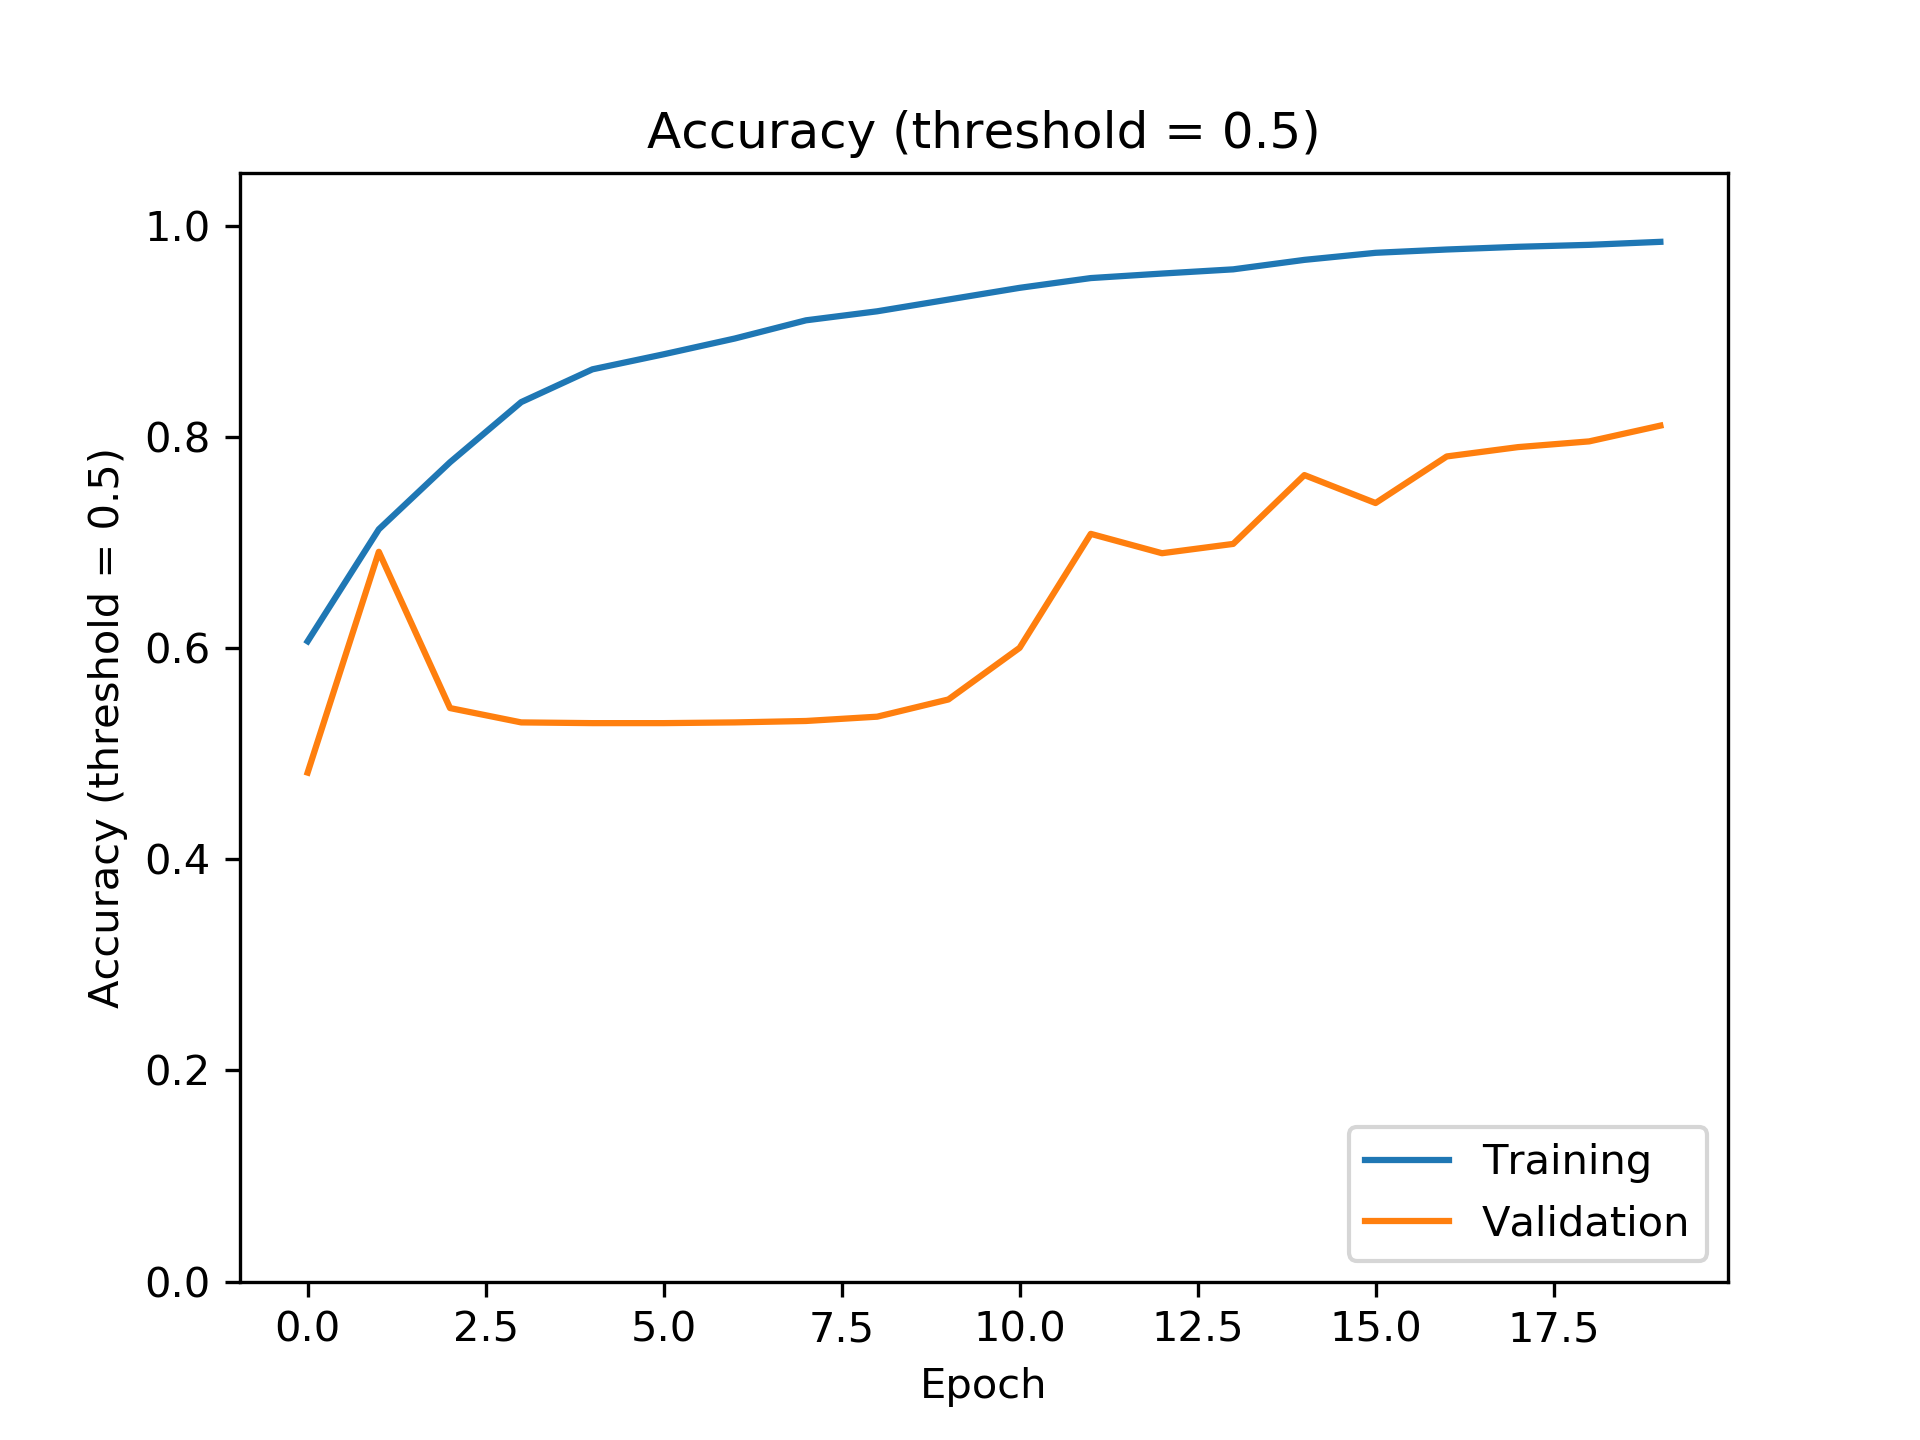 Accuracy (threshold = 0.5)
Accuracy (threshold = 0.5)
1.0
0.8
0.6
0.4
0.2
0.0
0.0 2.5 5.0 7.5 10.0 12.5 15.0 17.5
Epoch
Training
Validation